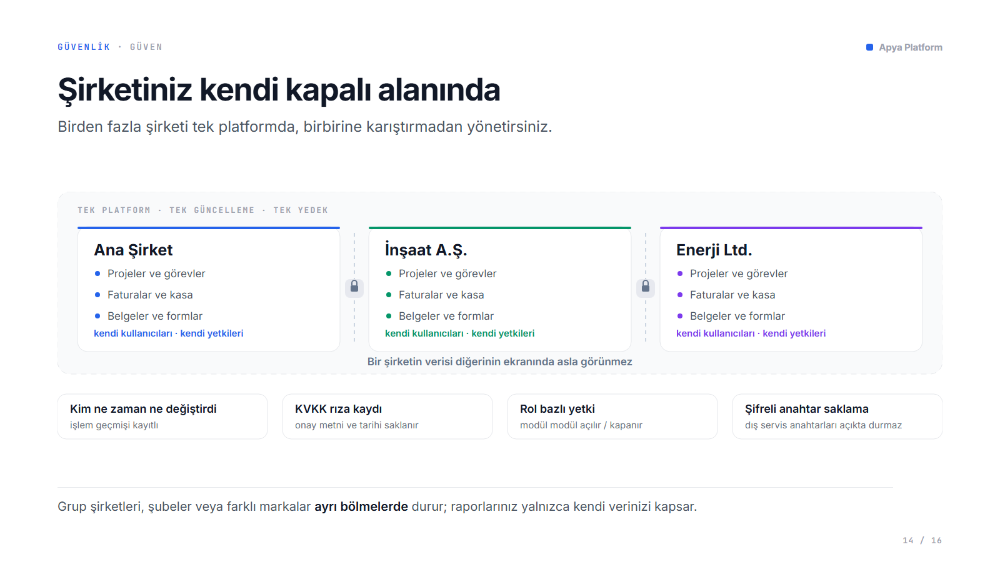 GÜVENLİK · GÜVEN
Apya Platform
Şirketiniz kendi kapalı alanında
Birden fazla şirketi tek platformda, birbirine karıştırmadan yönetirsiniz.
TEK PLATFORM · TEK GÜNCELLEME · TEK YEDEK
Ana Şirket
Projeler ve görevler
Faturalar ve kasa
Belgeler ve formlar
kendi kullanıcıları · kendi yetkileri
İnşaat A.Ş.
Projeler ve görevler
Faturalar ve kasa
Belgeler ve formlar
kendi kullanıcıları · kendi yetkileri
Enerji Ltd.
Projeler ve görevler
Faturalar ve kasa
Belgeler ve formlar
kendi kullanıcıları · kendi yetkileri
Bir şirketin verisi diğerinin ekranında asla görünmez
Kim ne zaman ne değiştirdi
işlem geçmişi kayıtlı
KVKK rıza kaydı
onay metni ve tarihi saklanır
Rol bazlı yetki
modül modül açılır / kapanır
Şifreli anahtar saklama
dış servis anahtarları açıkta durmaz
Grup şirketleri, şubeler veya farklı markalar ayrı bölmelerde durur; raporlarınız yalnızca kendi verinizi kapsar.
14 / 16